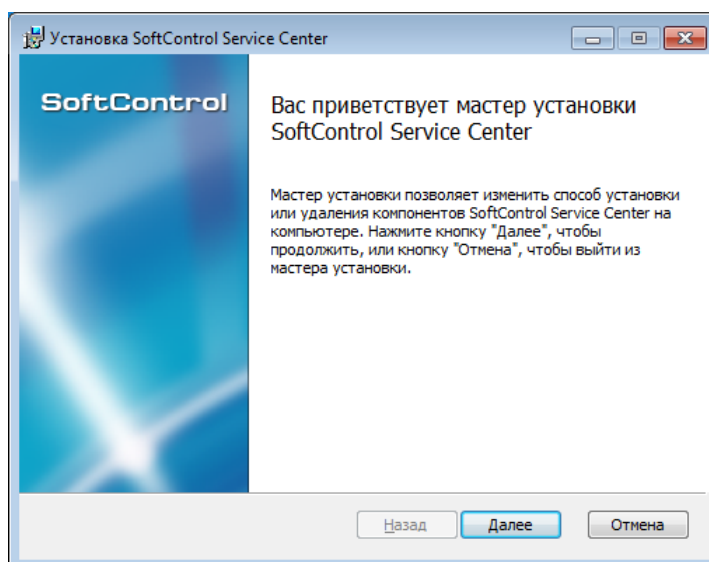 Установка SoftControl Service Center
SoftControl
Вас приветствует мастер установки
SoftControl Service Center
Мастер установки позволяет изменить способ установки
или удаления компонентов SoftControl Service Center на
компьютере. Нажмите кнопку "Далее", чтобы
продолжить, или кнопку "Отмена", чтобы выйти из
мастера установки.
Назад Далее Отмена